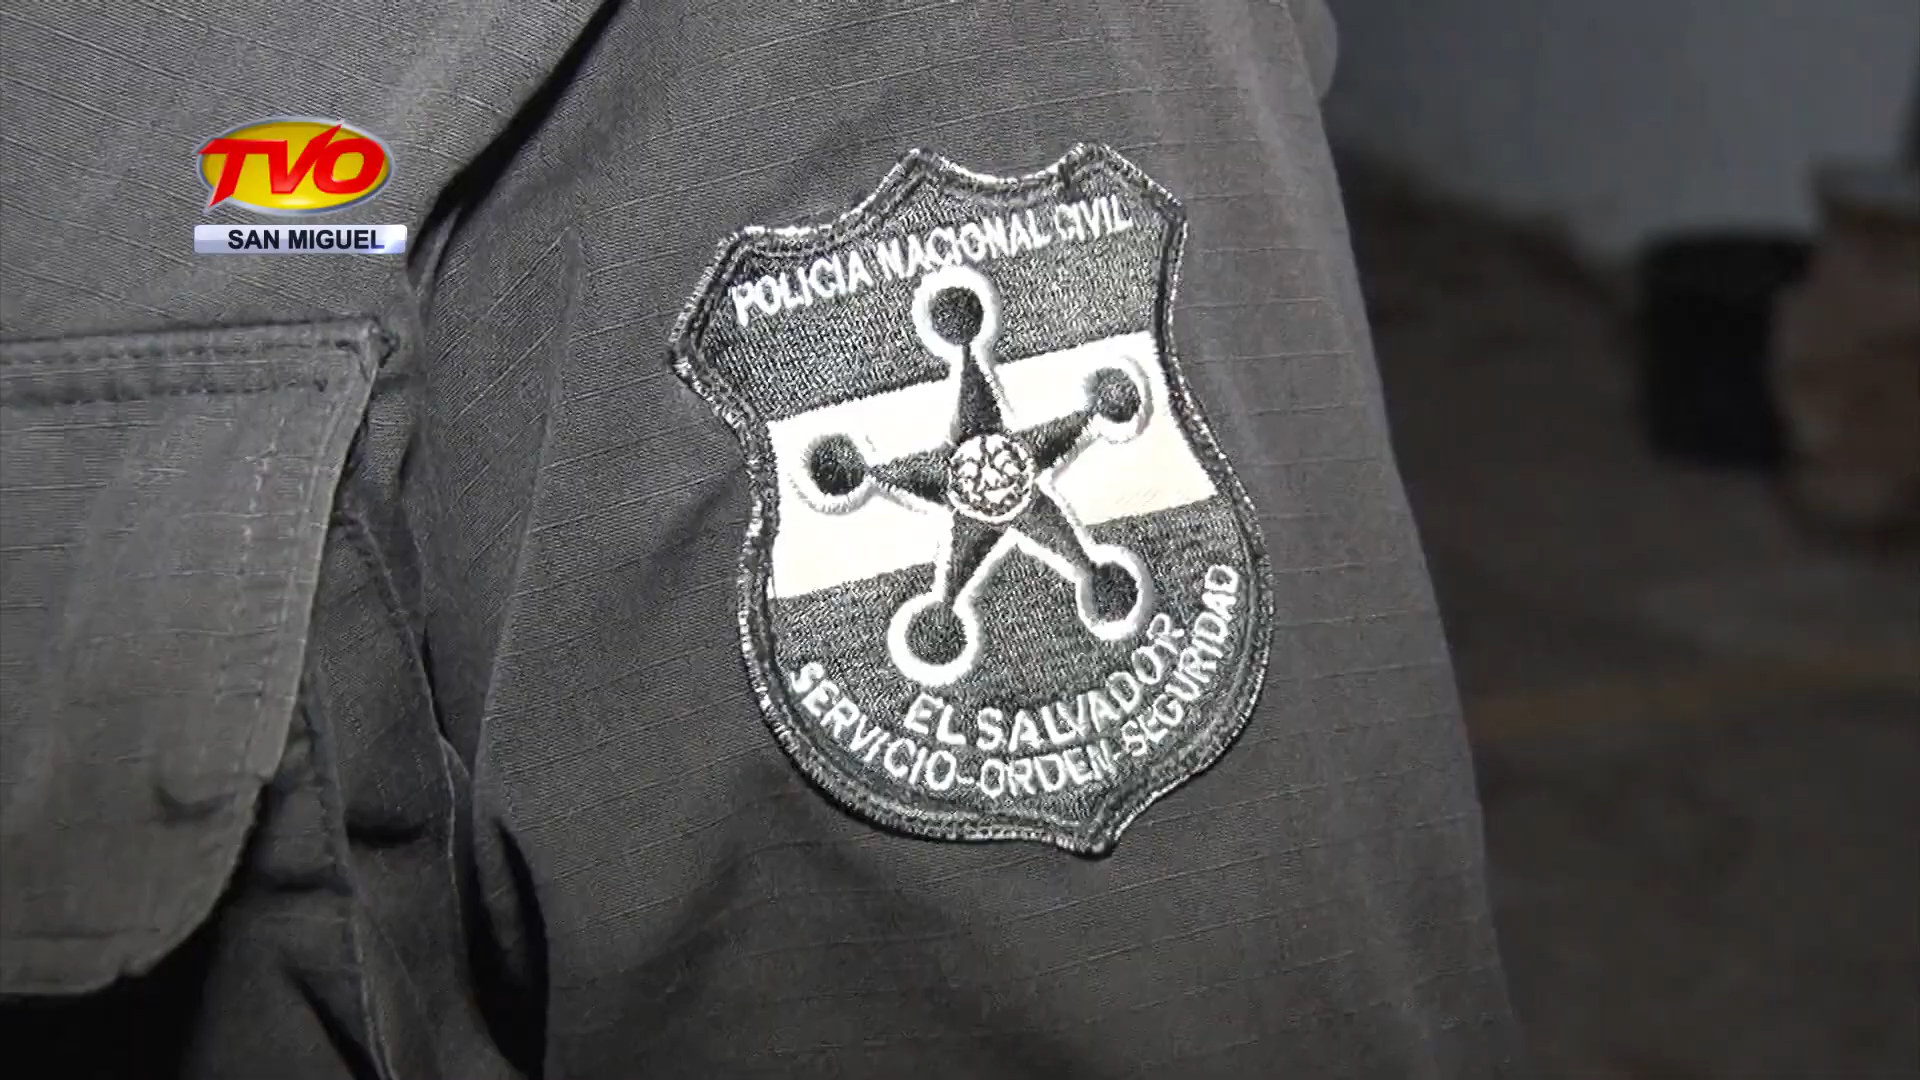 TVO
SAN MIGUEL
POLICIA NACIONAL CIVIL
EL SALVADOR
SERVICIO-ORDEN-SEGURIDAD